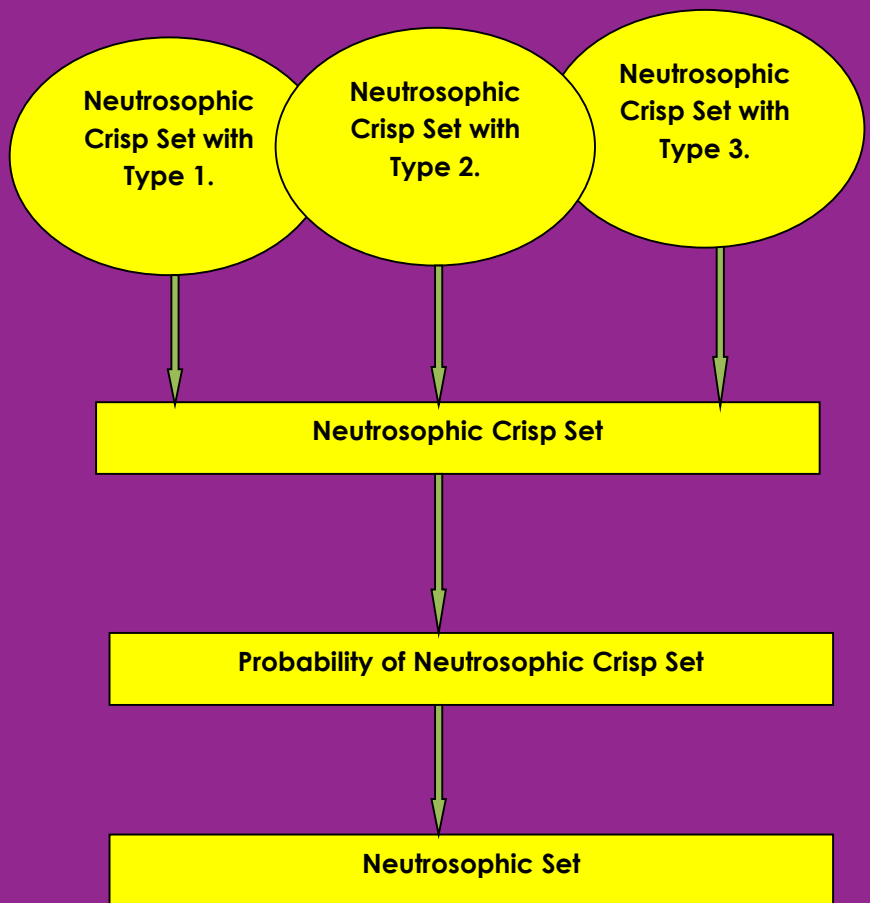 Neutrosophic
Crisp Set with
Type 1.
Neutrosophic
Crisp Set with
Type 2.
Neutrosophic
Crisp Set with
Type 3.
Neutrosophic Crisp Set
Probability of Neutrosophic Crisp Set
Neutrosophic Set